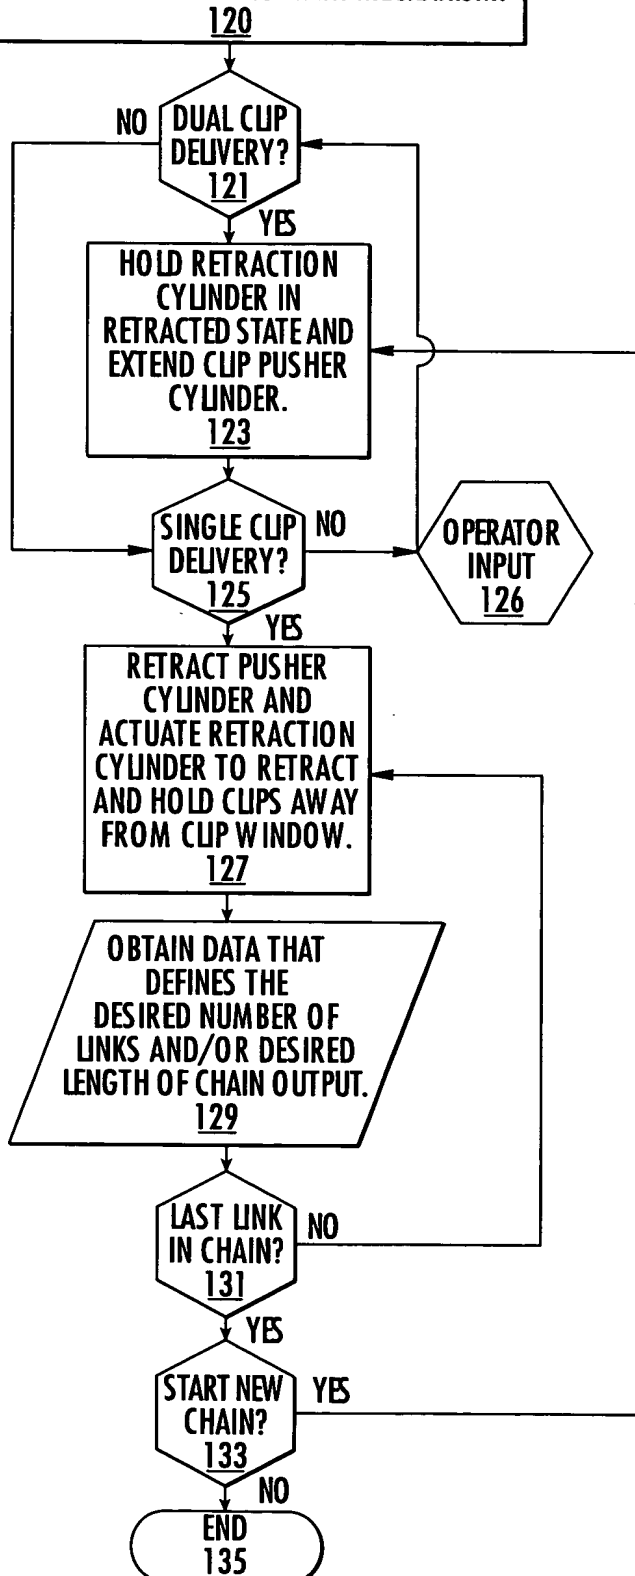 120
DUAL CLIP
DELIVERY?
121
NO
YES
HOLD RETRACTION
CYLINDER IN
RETRACTED STATE AND
EXTEND CLIP PUSHER
CYLINDER.
123
SINGLE CLIP
DELIVERY?
125
NO
YES
OPERATOR
INPUT
126
RETRACT PUSHER
CYLINDER AND
ACTUATE RETRACTION
CYLINDER TO RETRACT
AND HOLD CLIPS AWAY
FROM CLIP WINDOW.
127
OBTAIN DATA THAT
DEFINES THE
DESIRED NUMBER OF
LINKS AND/OR DESIRED
LENGTH OF CHAIN OUTPUT.
129
LAST LINK
IN CHAIN?
131
NO
YES
START NEW
CHAIN?
133
YES
NO
END
135